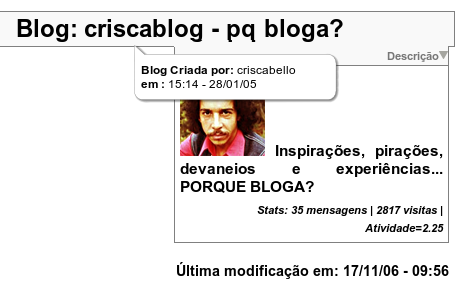 Blog: criscablog - pq bloga?
Blog Criada por: criscabello
em : 15:14 - 28/01/05
Descrição
Inspirações, pirações,
devaneios e experiências...
PORQUE BLOGA?
Stats: 35 mensagens | 2817 visitas |
Atividade=2.25
Última modificação em: 17/11/06 - 09:56